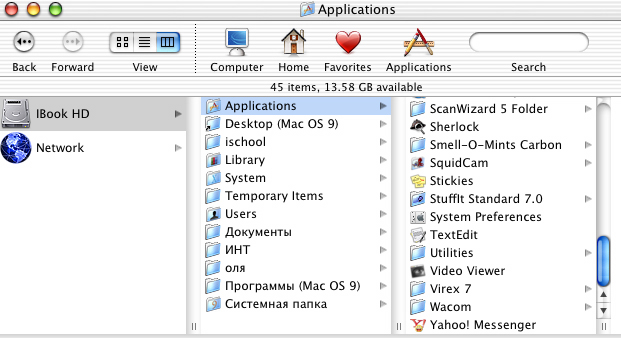 Applications
Back Forward View Computer Home Favorites Applications Search
45 items, 13.58 GB available
IBook HD
Network
Applications
Desktop (Mac OS 9)
ischool
Library
System
Temporary Items
Users
Документы
ИНТ
оля
Программы (Mac OS 9)
Системная папка
ScanWizard 5 Folder
Sherlock
Smell-O-Mints Carbon
SquidCam
Stickies
StuffIt Standard 7.0
System Preferences
TextEdit
Utilities
Video Viewer
Virex 7
Wacom
Yahoo! Messenger